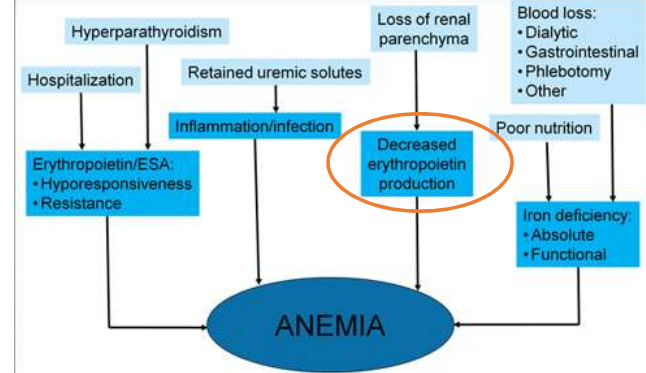 Hyperparathyroidism
Hospitalization
Retained uremic solutes
Loss of renal
parenchyma
Blood loss:
• Dialytic
• Gastrointestinal
• Phlebotomy
• Other
Inflammation/infection
Poor nutrition
Erythropoietin/ESA:
• Hyporesponsiveness
• Resistance
Decreased
erythropoietin
production
Iron deficiency:
• Absolute
• Functional
ANEMIA